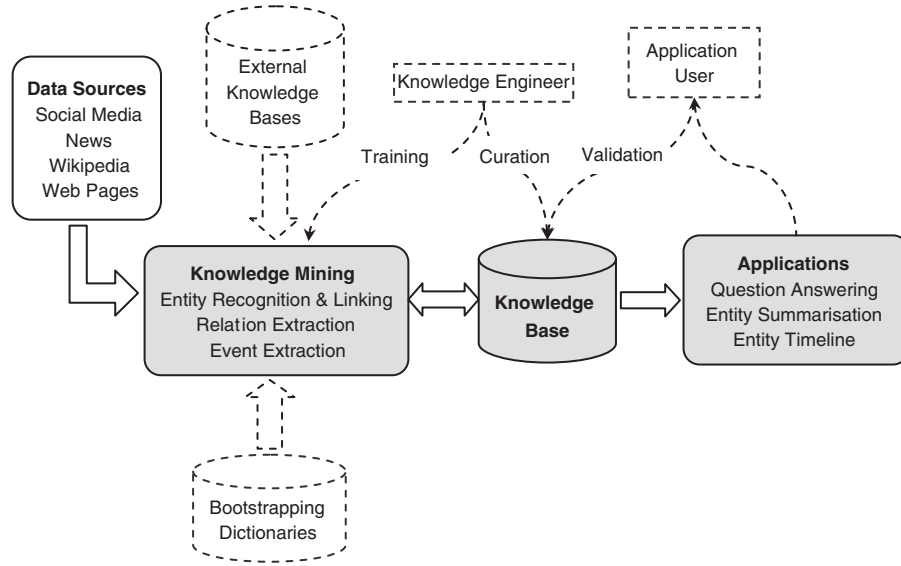 Data Sources
Social Media
News
Wikipedia
Web Pages
External
Knowledge
Bases
Knowledge Engineer
Application
User
Training
Curation
Validation
Knowledge Mining
Entity Recognition & Linking
Relation Extraction
Event Extraction
Knowledge
Base
Applications
Question Answering
Entity Summarisation
Entity Timeline
Bootstrapping
Dictionaries